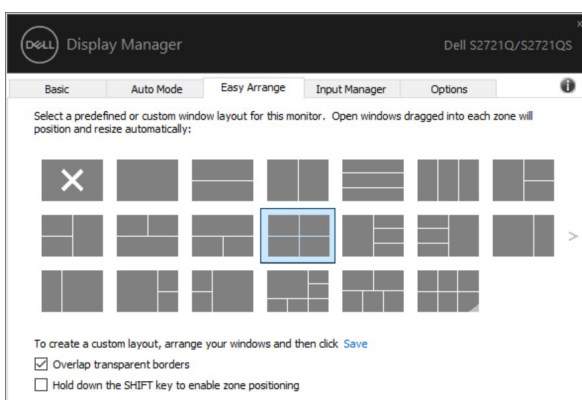 DELL Display Manager
Dell S2721Q/S2721QS
Basic Auto Mode Easy Arrange Input Manager Options
Select a predefined or custom window layout for this monitor. Open windows dragged into each zone will
position and resize automatically:
To create a custom layout, arrange your windows and then click Save
Overlap transparent borders
Hold down the SHIFT key to enable zone positioning